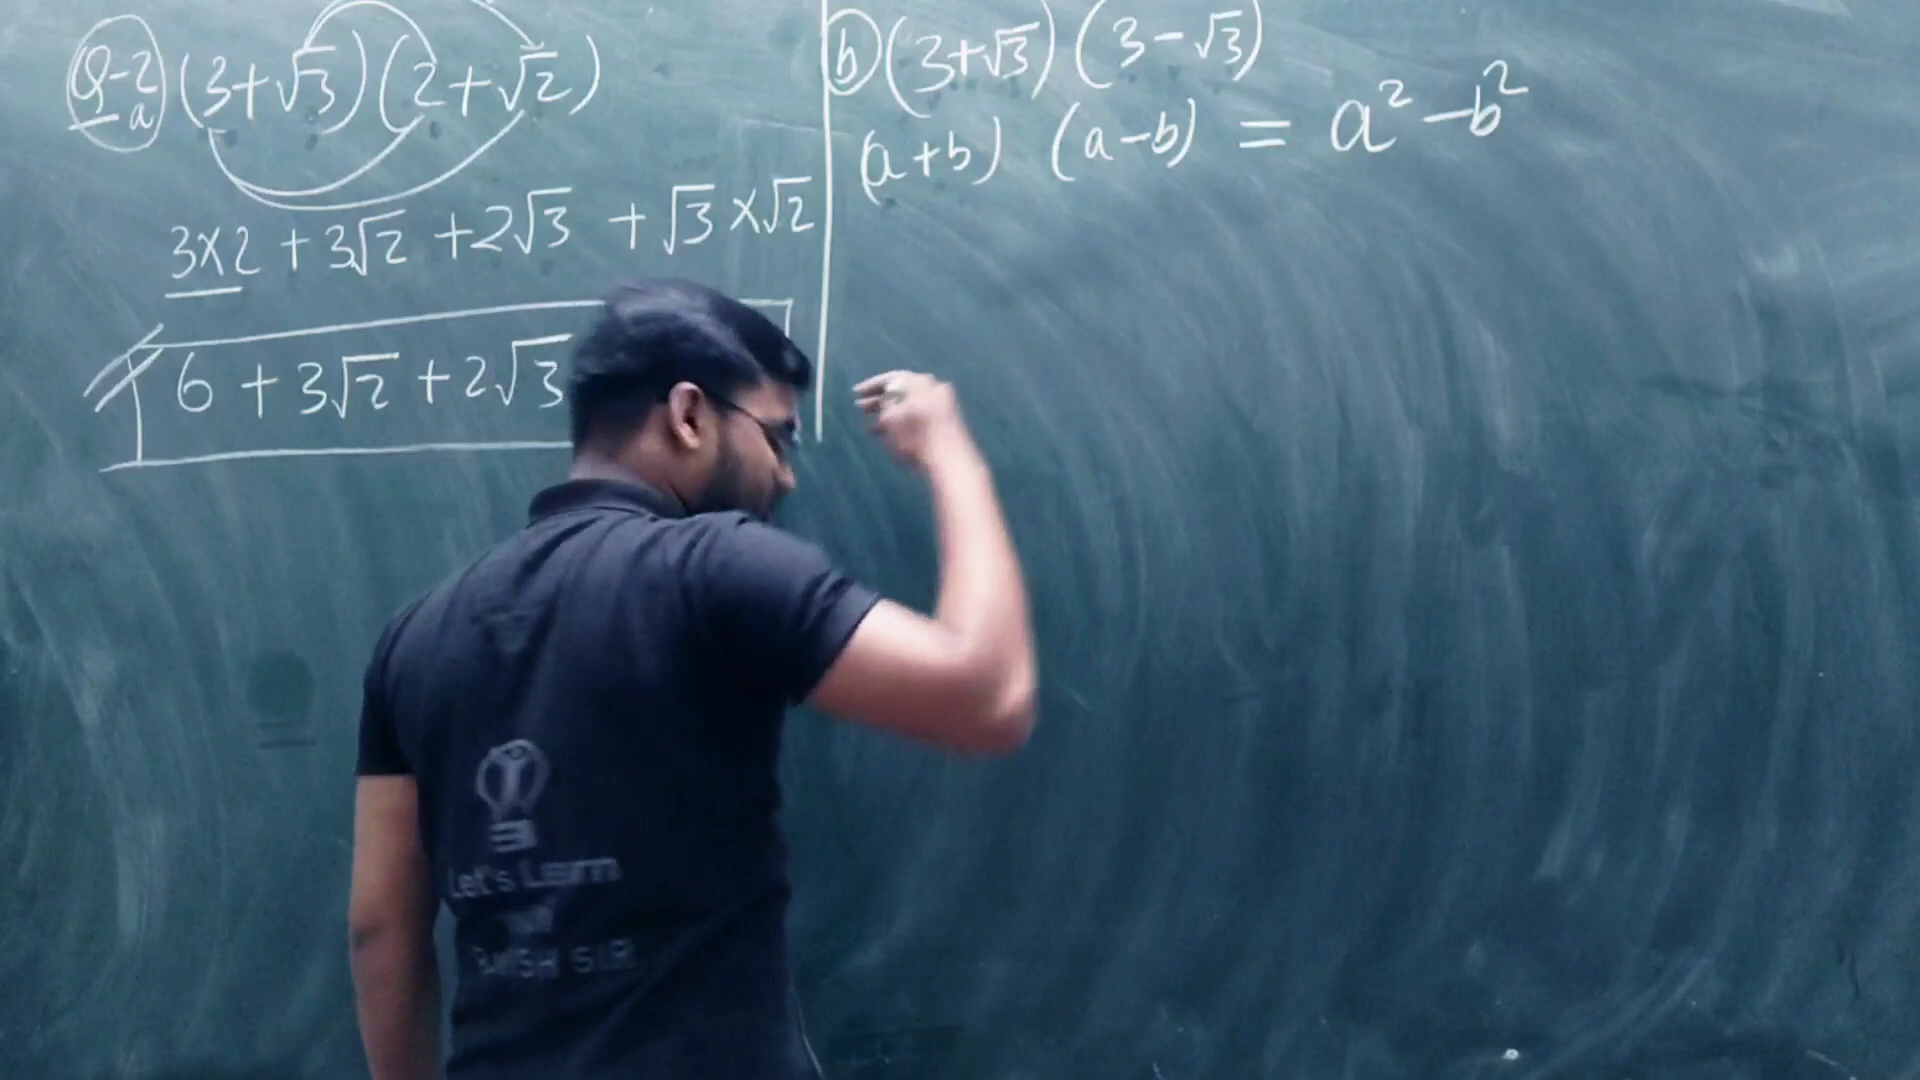 Q-2 a (3+√3)(2+√2)
3×2 + 3√2 + 2√3 + √3×√2
6 + 3√2 + 2√3
b (3+√3) (3-√3)
(a+b) (a-b) = a² - b²
Let's Learn
SIR